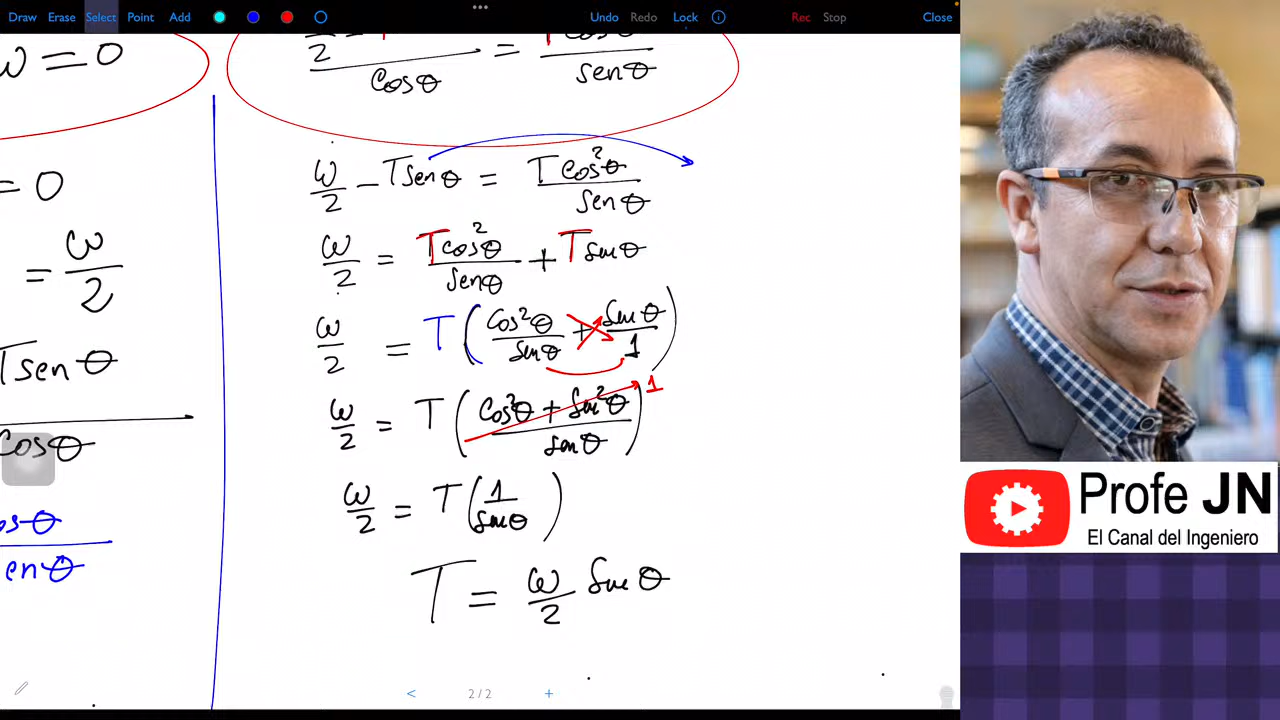 Draw Erase Select Point Add Undo Redo Lock Rec Stop Close
ω = 0
cosθ = senθ
= 0
= ω/2
Tsenθ
cosθ
osθ
enθ
ω/2 − Tsenθ = Tcos²θ/senθ
ω/2 = Tcos²θ/senθ + Tsenθ
ω/2 = T(cos²θ/senθ + senθ/1)
ω/2 = T(cos²θ + sen²θ/senθ) 1
ω/2 = T(1/senθ)
T = ω/2 senθ
< 2/2 +
Profe JN
El Canal del Ingeniero